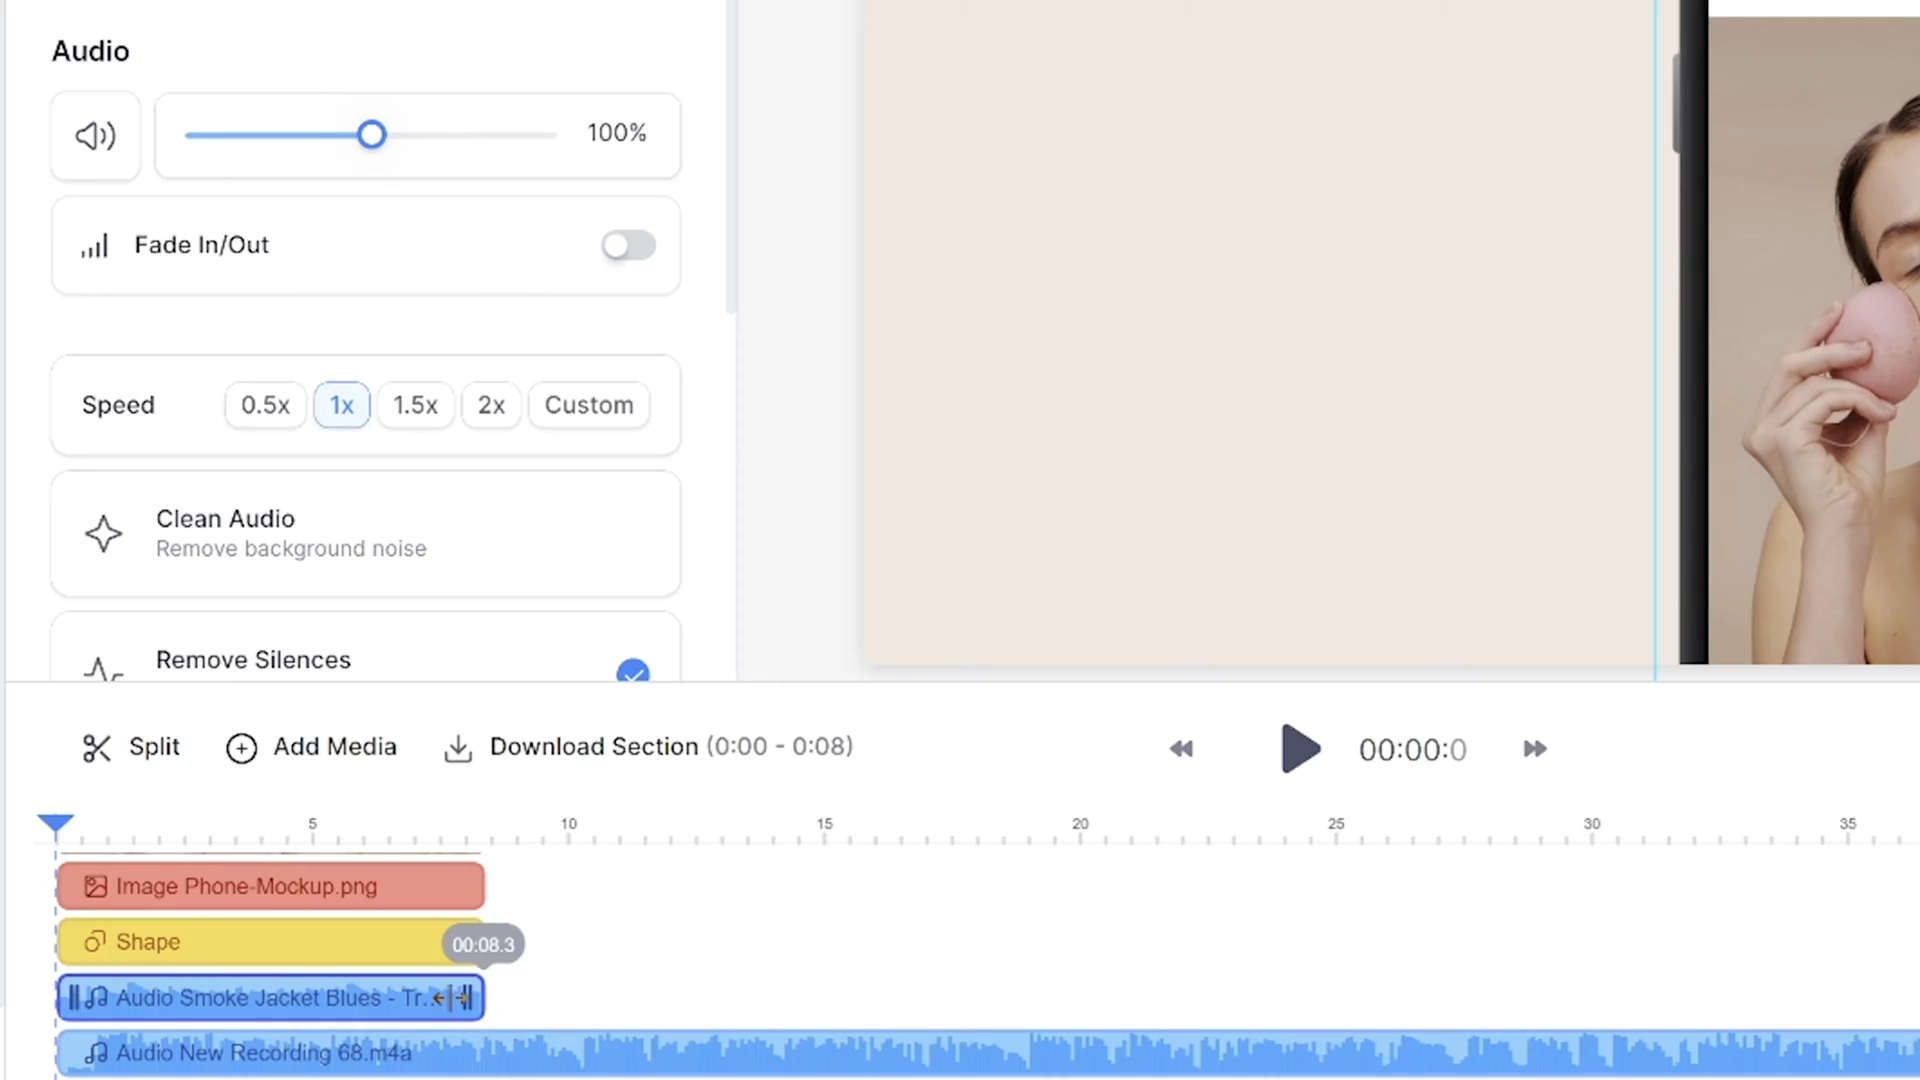 Audio
100%
Fade In/Out
Speed 0.5x 1x 1.5x 2x Custom
Clean Audio
Remove background noise
Remove Silences
Split Add Media Download Section (0:00 - 0:08) 00:00:0
5 10 15 20 25 30 35
Image Phone-Mockup.png
Shape
00:08.3
Audio Smoke Jacket Blues - Tr...
Audio New Recording 68.m4a